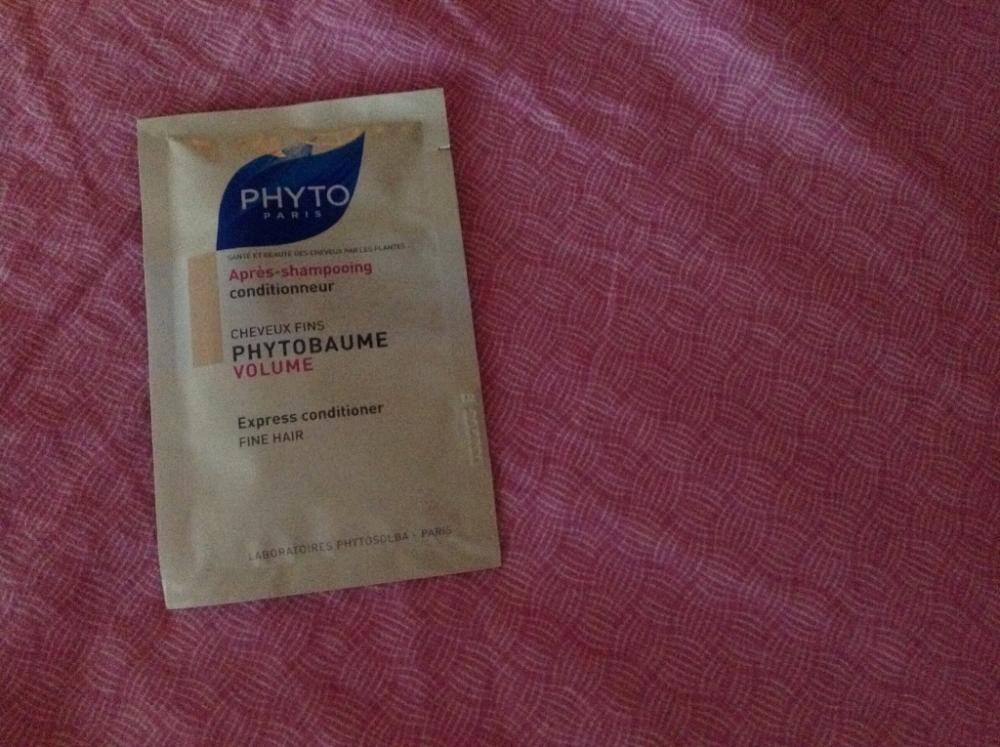 PHYTO
PARIS
SANTÉ ET BEAUTÉ DES CHEVEUX PAR LES PLANTES
Après-shampooing
conditionneur
CHEVEUX FINS
PHYTOBAUME
VOLUME
Express conditioner
FINE HAIR
LABORATOIRES PHYTOSOLBA - PARIS